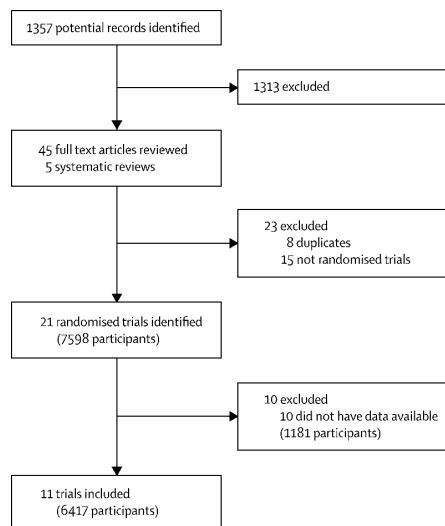 1357 potential records identified
1313 excluded
45 full text articles reviewed
5 systematic reviews
23 excluded
8 duplicates
15 not randomised trials
21 randomised trials identified
(7598 participants)
10 excluded
10 did not have data available
(1181 participants)
11 trials included
(6417 participants)